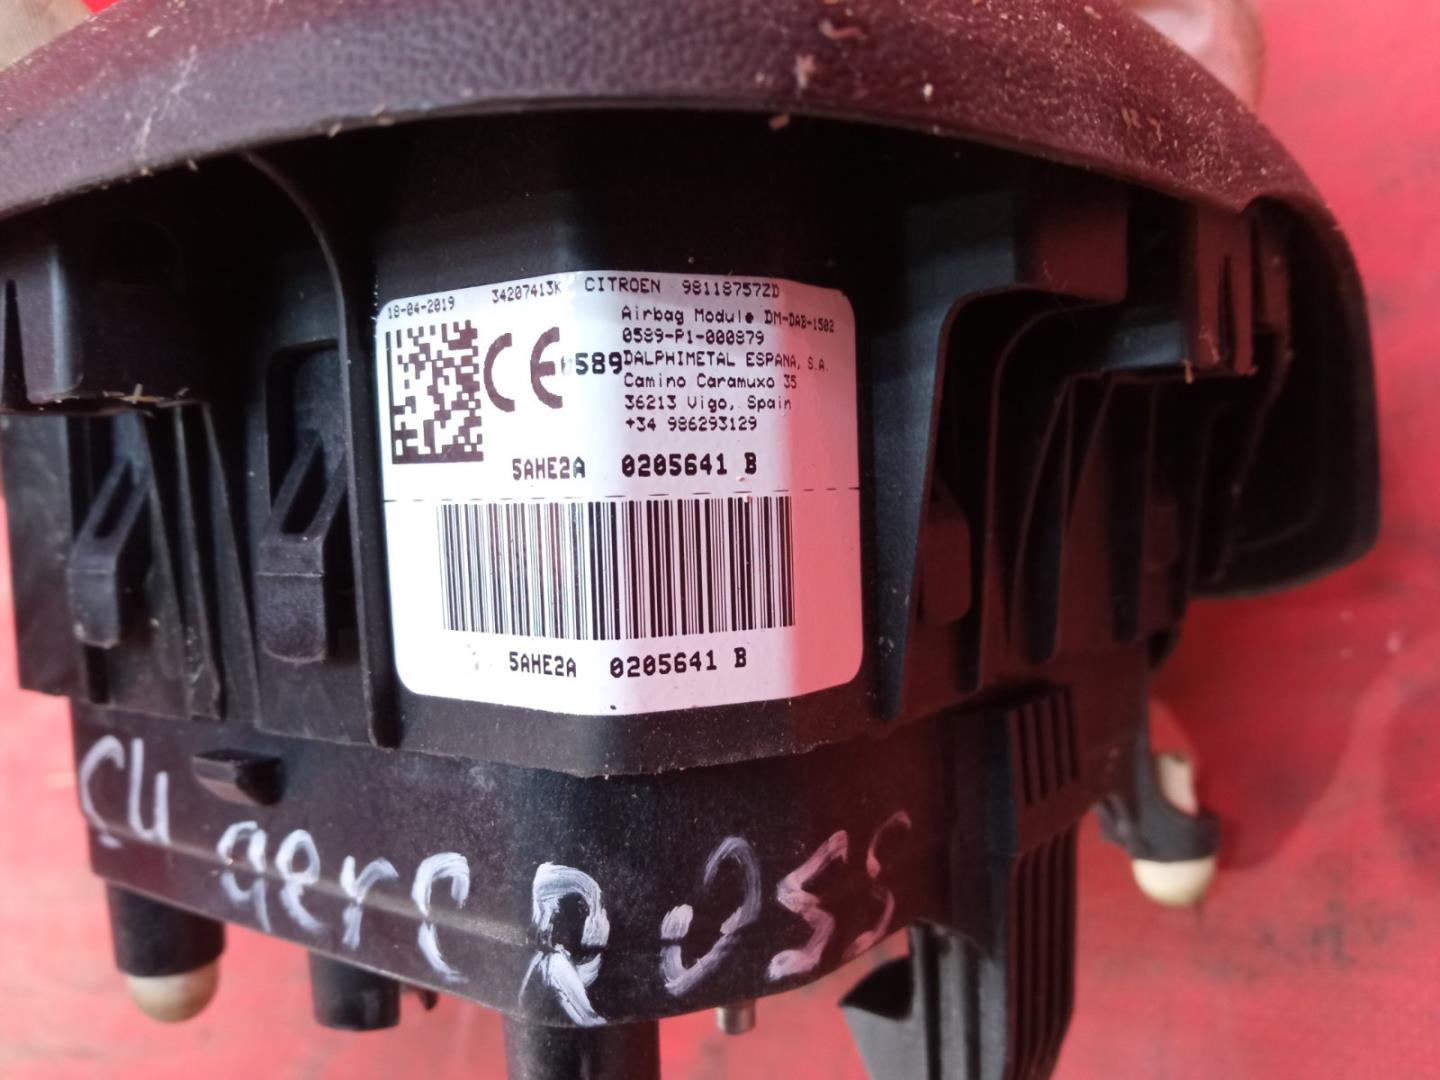 18-04-2019 34207413K CITROEN 98118757ZD
Airbag Module DM-DAB-1502
0589-P1-000879
CE 0589 DALPHIMETAL ESPANA, S.A.
Camino Caramuxo 35
36213 Vigo, Spain
+34 986293129
5AHE2A 0205641 B
5AHE2A 0205641 B
C4